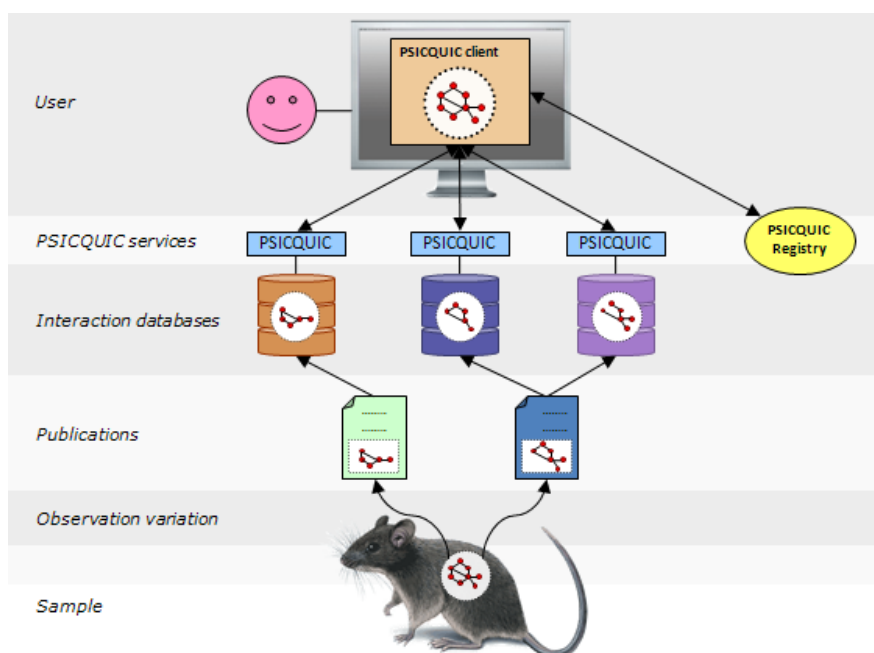 PSICQUIC client
User
PSICQUIC services
PSICQUIC
PSICQUIC
PSICQUIC
PSICQUIC
Registry
Interaction databases
Publications
Observation variation
Sample